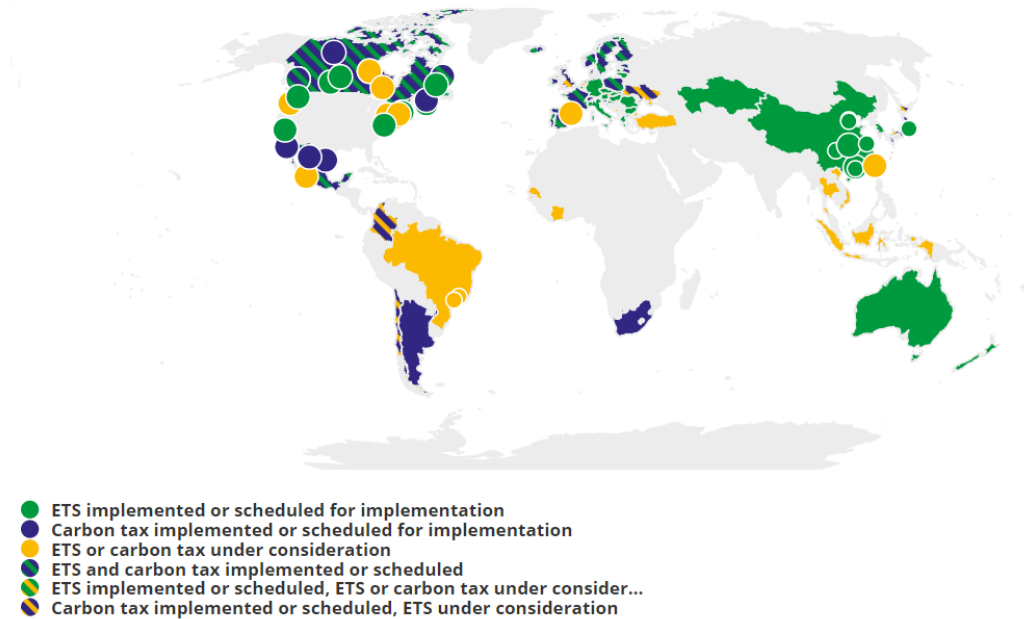 ETS implemented or scheduled for implementation
Carbon tax implemented or scheduled for implementation
ETS or carbon tax under consideration
ETS and carbon tax implemented or scheduled
ETS implemented or scheduled, ETS or carbon tax under consider...
Carbon tax implemented or scheduled, ETS under consideration